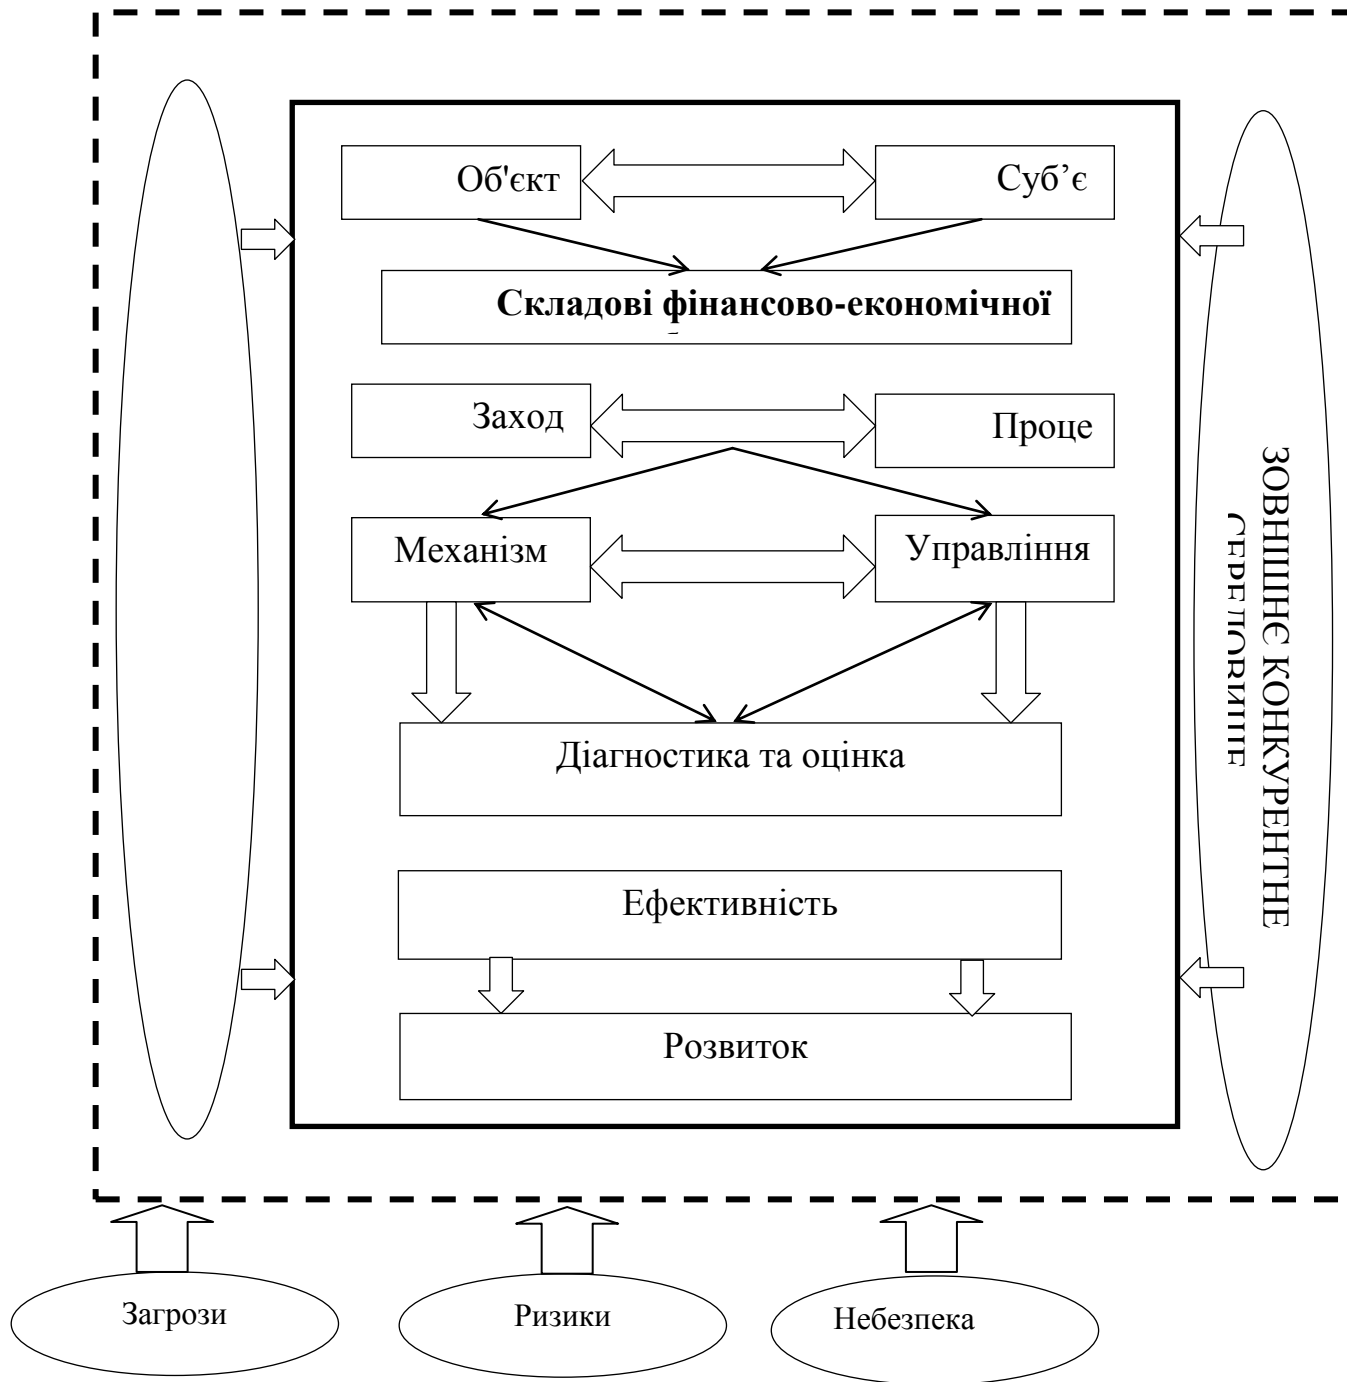 Об'єкт
Суб’є
Складові фінансово-економічної
Заход
Проце
Механізм
Управління
Діагностика та оцінка
Ефективність
Розвиток
ЗОВНІШНЄ КОНКУРЕНТНЕ
СЕРЕДОВИЩЕ
Загрози
Ризики
Небезпека